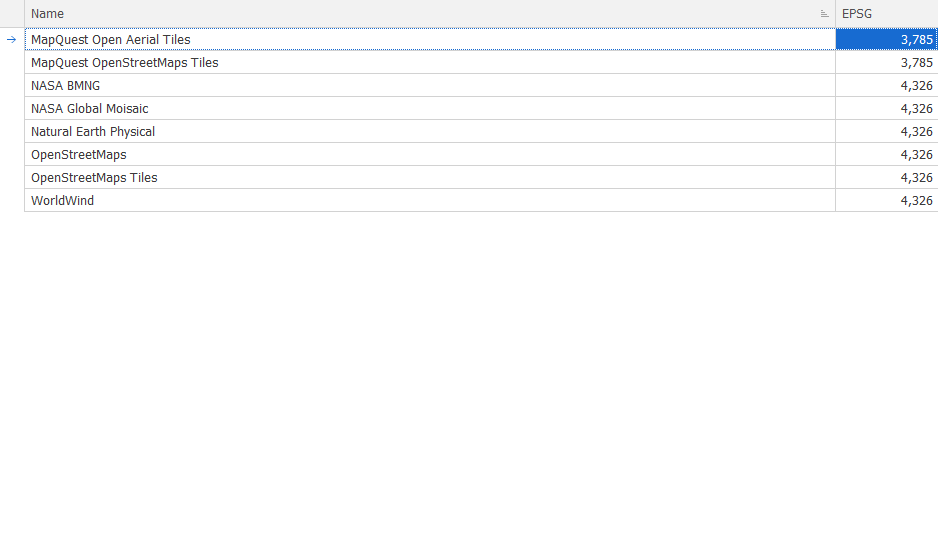 Name EPSG
MapQuest Open Aerial Tiles 3,785
MapQuest OpenStreetMaps Tiles 3,785
NASA BMNG 4,326
NASA Global Moisaic 4,326
Natural Earth Physical 4,326
OpenStreetMaps 4,326
OpenStreetMaps Tiles 4,326
WorldWind 4,326